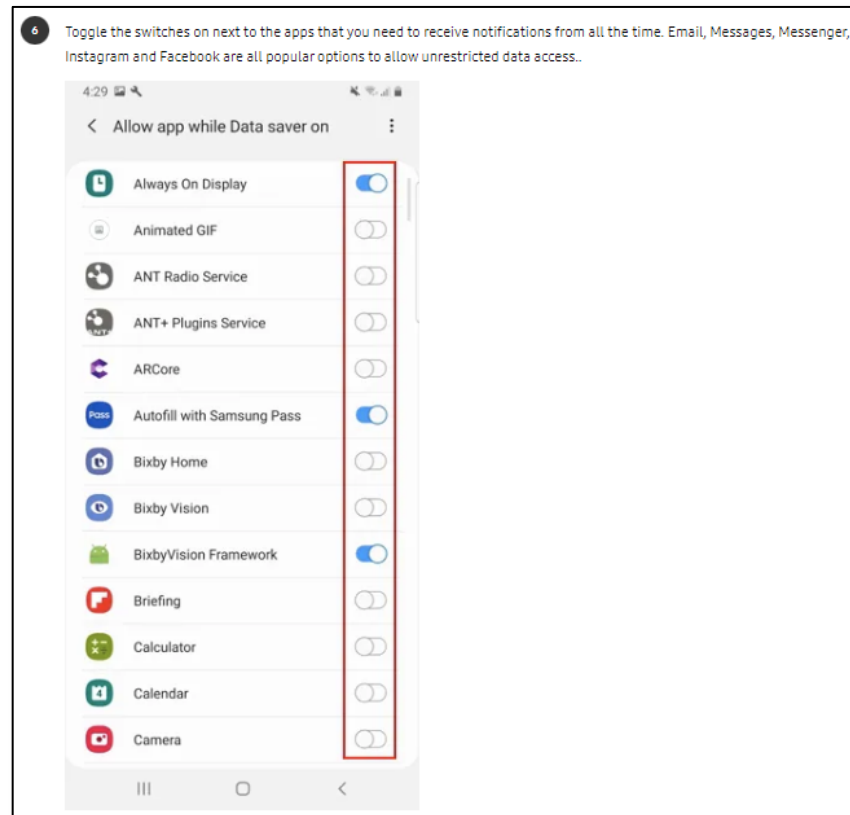 6
Toggle the switches on next to the apps that you need to receive notifications from all the time. Email, Messages, Messenger,
Instagram and Facebook are all popular options to allow unrestricted data access..
4:29
Allow app while Data saver on
Always On Display
Animated GIF
ANT Radio Service
ANT+ Plugins Service
ARCore
Pass Autofill with Samsung Pass
Bixby Home
Bixby Vision
BixbyVision Framework
Briefing
Calculator
4 Calendar
Camera